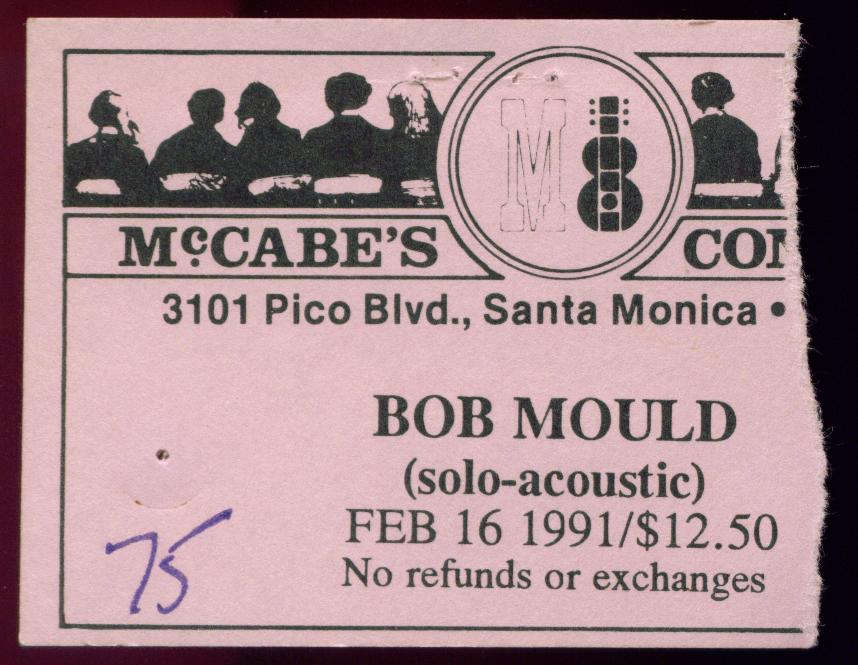 M
McCABE'S CON
3101 Pico Blvd., Santa Monica •
BOB MOULD
(solo-acoustic)
FEB 16 1991/$12.50
No refunds or exchanges
75